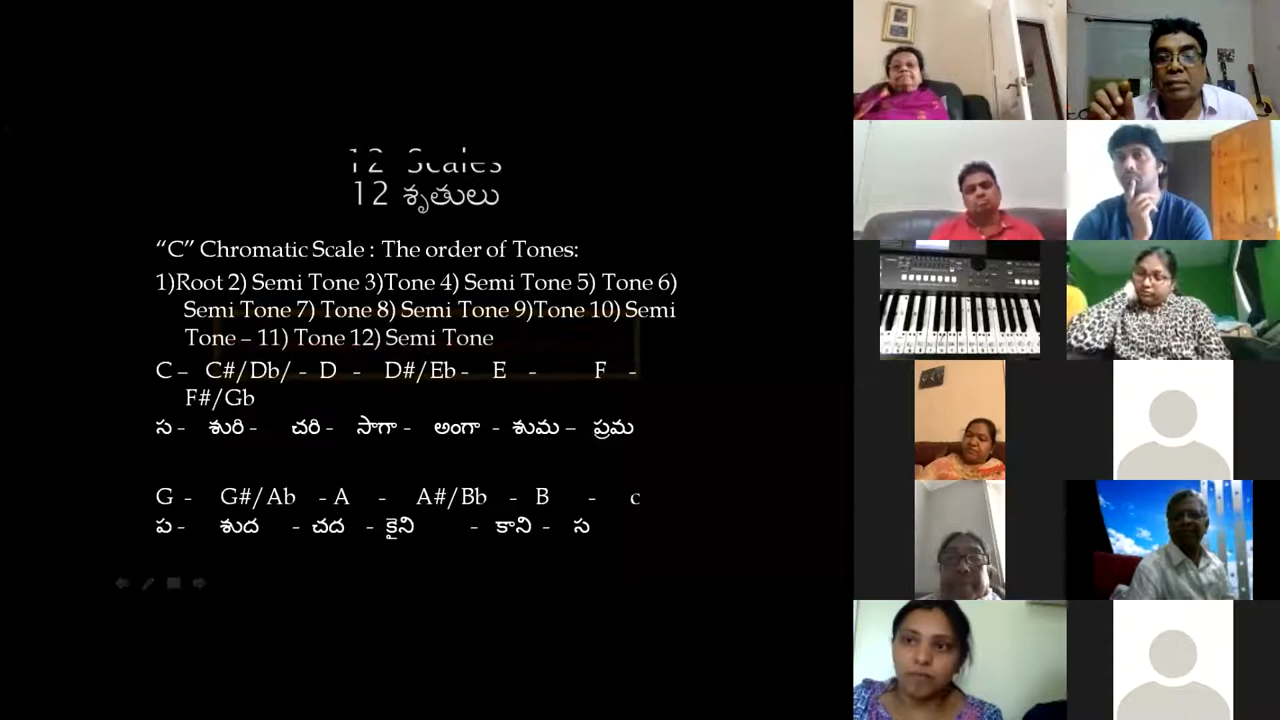 12 Scales
12 శృతులు
“C” Chromatic Scale : The order of Tones:
1)Root 2) Semi Tone 3)Tone 4) Semi Tone 5) Tone 6)
Semi Tone 7) Tone 8) Semi Tone 9)Tone 10) Semi
Tone – 11) Tone 12) Semi Tone
C – C#/Db/ - D - D#/Eb - E - F -
F#/Gb
స - శురి - చరి - సాగా - అంగా - శుమ – ప్రమ
G - G#/Ab - A - A#/Bb - B - c
ప - శుద - చద - కైని - కాని - స